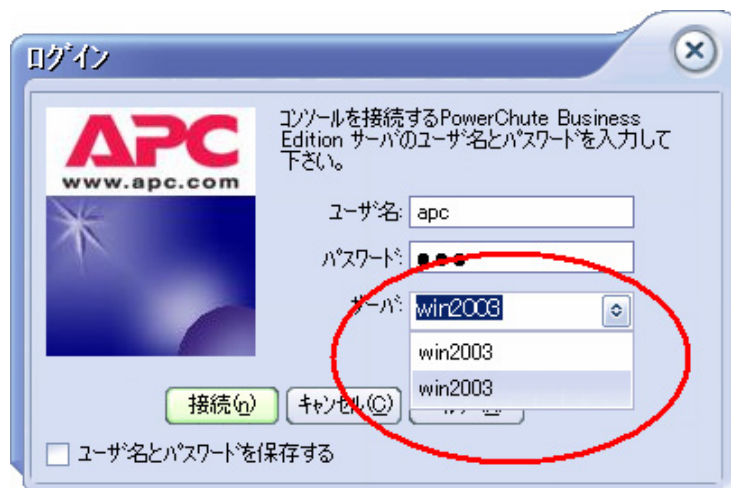 ログイン
APC
www.apc.com
コンソールを接続するPowerChute Business
Edition サーバのユーザ名とパスワードを入力して
下さい。
ユーザ名: apc
パスワード: ●●●
サーバ: win2003
win2003
win2003
接続(n) キャンセル(C)
ユーザ名とパスワードを保存する